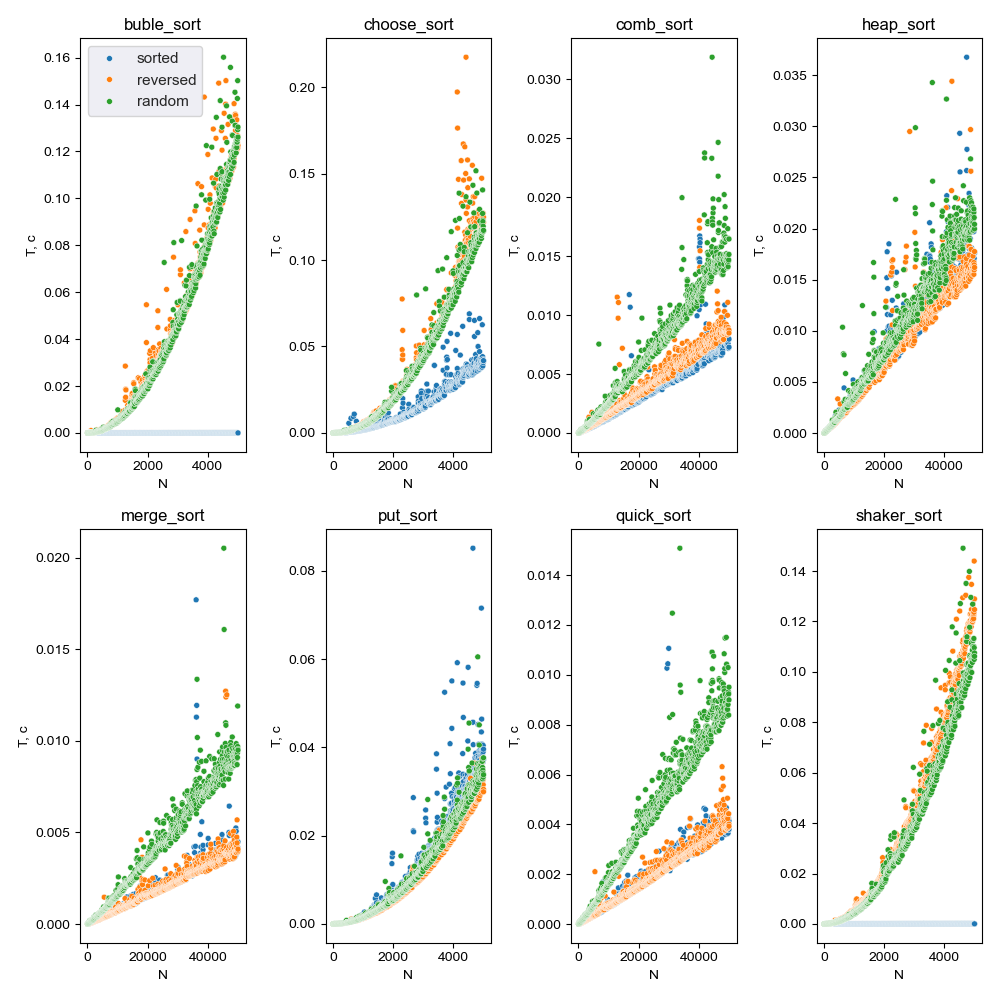 buble_sort
0.16
0.14
0.12
0.10
0.08
0.06
0.04
0.02
0.00
T, c
0 2000 4000
N
sorted
reversed
random
choose_sort
0.20
0.15
0.10
0.05
0.00
T, c
0 2000 4000
N
comb_sort
0.030
0.025
0.020
0.015
0.010
0.005
0.000
T, c
0 20000 40000
N
heap_sort
0.035
0.030
0.025
0.020
0.015
0.010
0.005
0.000
T, c
0 20000 40000
N
merge_sort
0.020
0.015
0.010
0.005
0.000
T, c
0 20000 40000
N
put_sort
0.08
0.06
0.04
0.02
0.00
T, c
0 2000 4000
N
quick_sort
0.014
0.012
0.010
0.008
0.006
0.004
0.002
0.000
T, c
0 20000 40000
N
shaker_sort
0.14
0.12
0.10
0.08
0.06
0.04
0.02
0.00
T, c
0 2000 4000
N